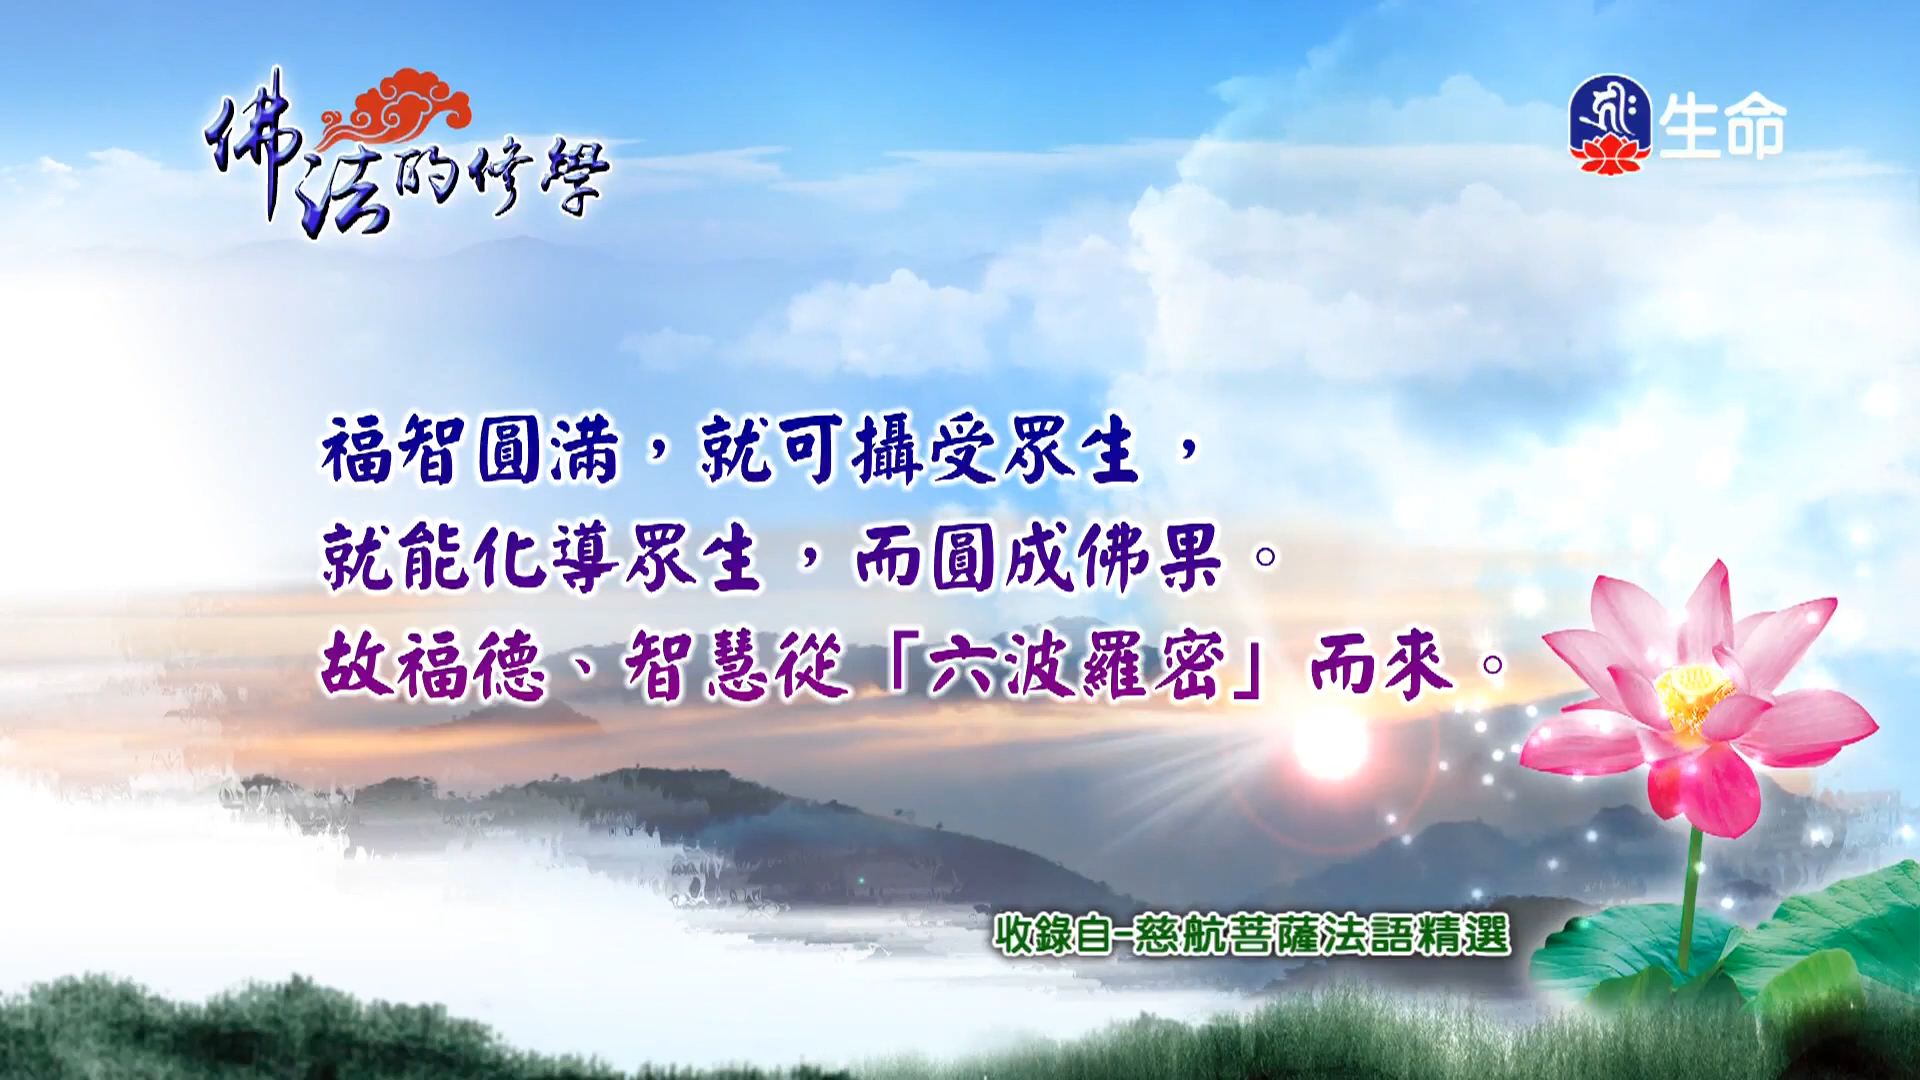 佛法的修學
生命
福智圓滿，就可攝受眾生，
就能化導眾生，而圓成佛果。
故福德、智慧從「六波羅密」而來。
收錄自-慈航菩薩法語精選